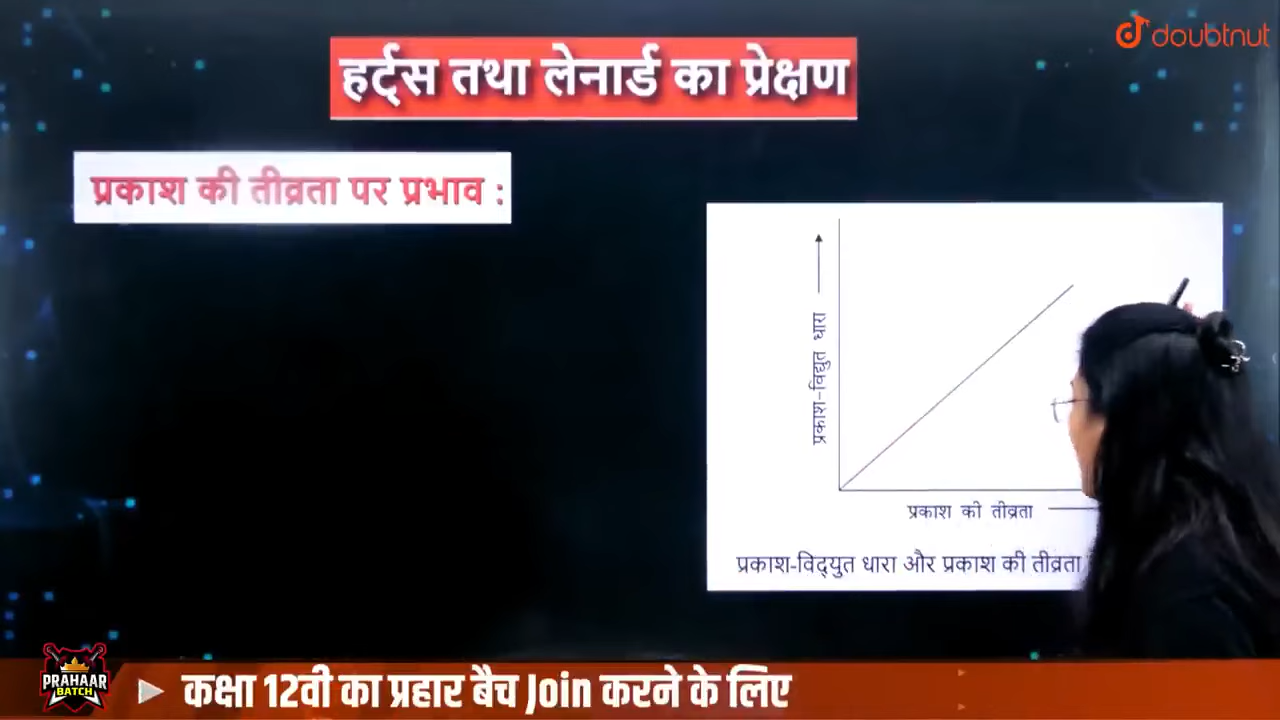 doubtnut
हर्ट्स तथा लेनार्ड का प्रेक्षण
प्रकाश की तीव्रता पर प्रभाव :
प्रकाश-विद्युत धारा
प्रकाश की तीव्रता
प्रकाश-विद्युत धारा और प्रकाश की तीव्रता
PRAHAAR
BATCH
कक्षा 12वी का प्रहार बैच Join करने के लिए